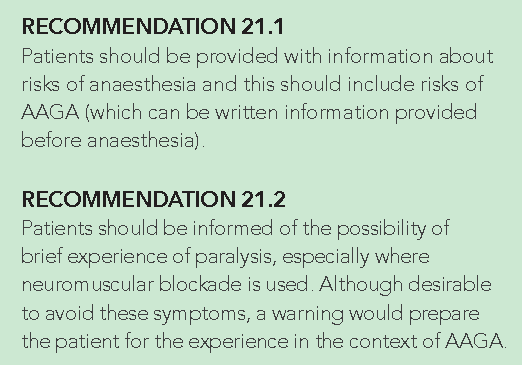 RECOMMENDATION 21.1
Patients should be provided with information about
risks of anaesthesia and this should include risks of
AAGA (which can be written information provided
before anaesthesia).
RECOMMENDATION 21.2
Patients should be informed of the possibility of
brief experience of paralysis, especially where
neuromuscular blockade is used. Although desirable
to avoid these symptoms, a warning would prepare
the patient for the experience in the context of AAGA.